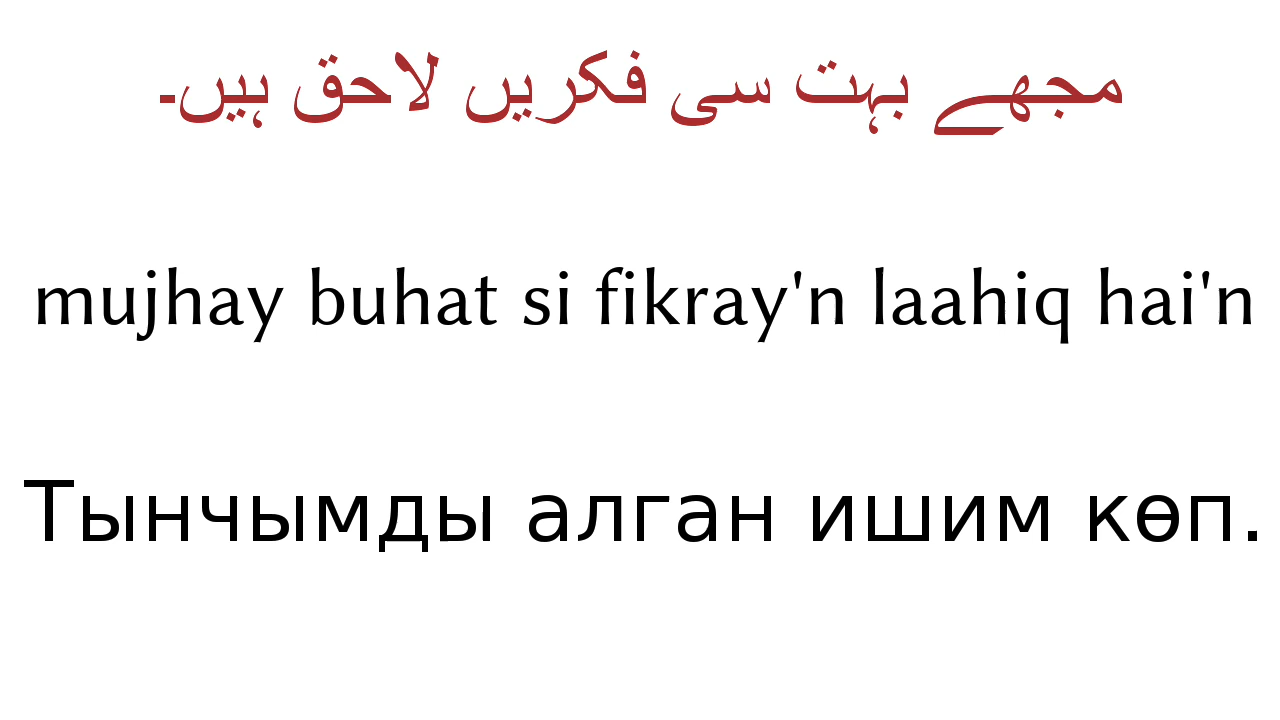 مجھے بہت سی فکریں لاحق ہیں۔
mujhay buhat si fikray'n laahiq hai'n
Тынчымды алган ишим көп.